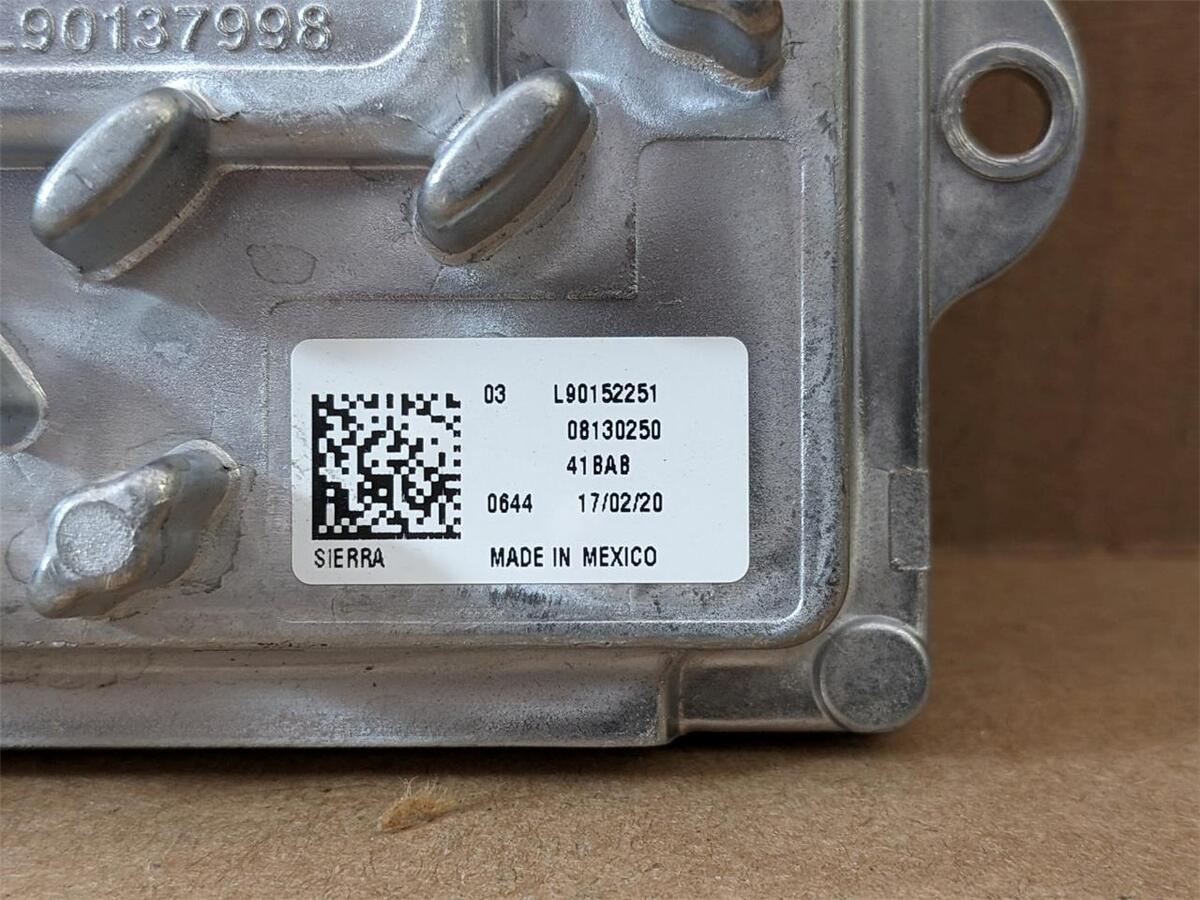 L90137998
03 L90152251
08130250
41BAB
0644 17/02/20
SIERRA MADE IN MEXICO